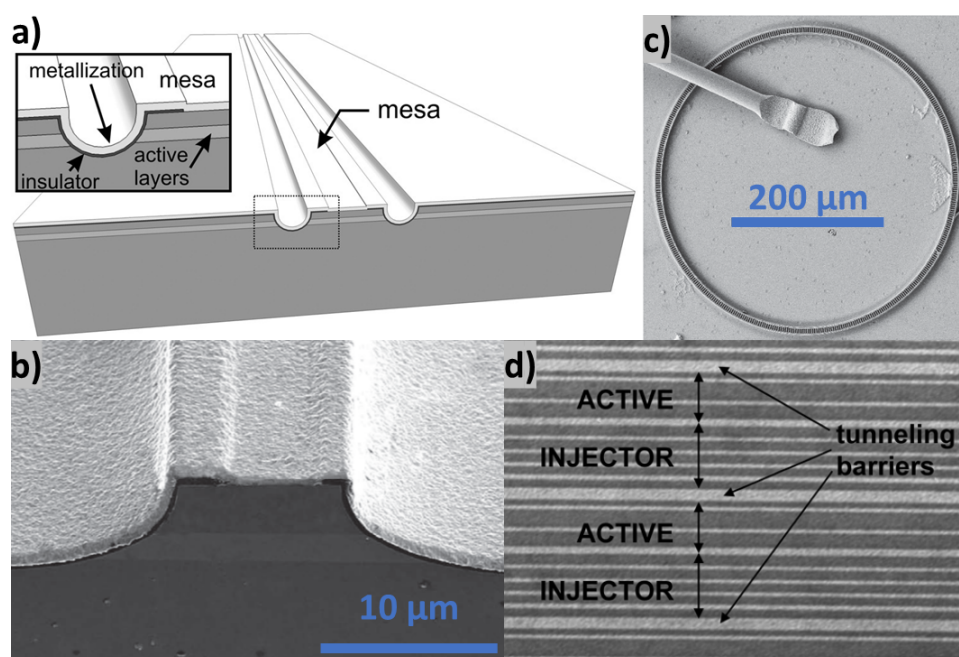 a)
metallization
mesa
insulator
active
layers
mesa
c)
200 µm
b)
10 µm
d)
ACTIVE
INJECTOR
tunneling
barriers
ACTIVE
INJECTOR